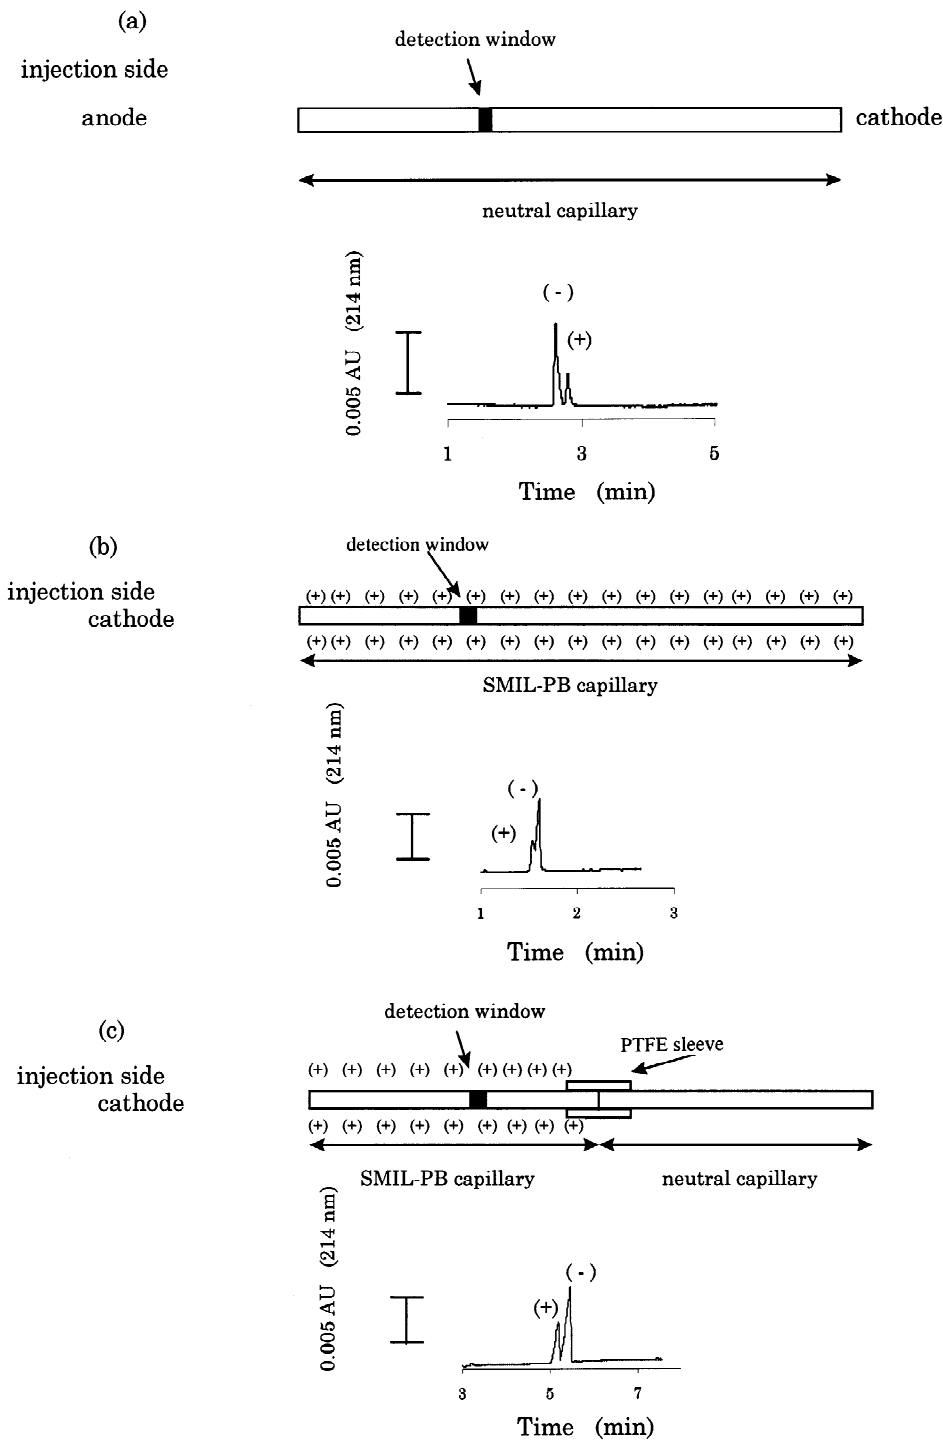 (a)
detection window
injection side
anode
cathode
neutral capillary
0.005 AU (214 nm)
( - )
(+)
1 3 5
Time (min)
(b)
detection window
injection side
cathode
(+) (+) (+) (+) (+) (+) (+) (+) (+) (+) (+) (+) (+) (+) (+) (+)
(+) (+) (+) (+) (+) (+) (+) (+) (+) (+) (+) (+) (+) (+) (+) (+)
SMIL-PB capillary
0.005 AU (214 nm)
( - )
(+)
1 2 3
Time (min)
(c)
detection window
PTFE sleeve
injection side
cathode
(+) (+) (+) (+) (+) (+) (+) (+) (+)
(+) (+) (+) (+) (+) (+) (+) (+) (+)
SMIL-PB capillary
neutral capillary
0.005 AU (214 nm)
( - )
(+)
3 5 7
Time (min)